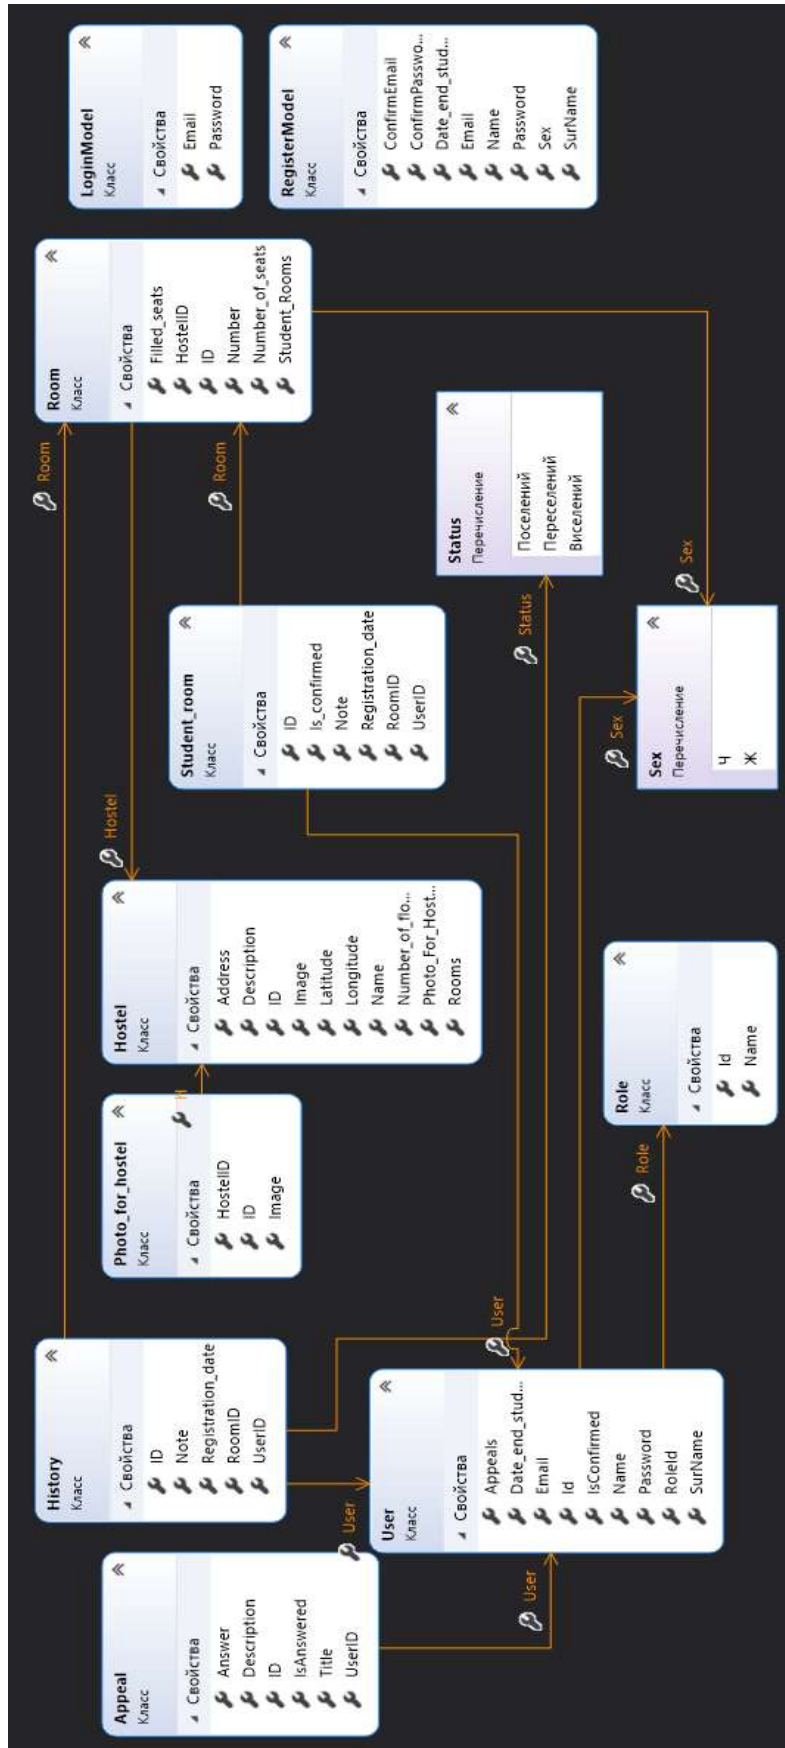 Appeal
Класс
Свойства
Answer
Description
ID
IsAnswered
Title
UserID
User
History
Класс
Свойства
ID
Note
Registration_date
RoomID
UserID
User
Room
Status
User
Класс
Свойства
Appeals
Date_end_stud...
Email
Id
IsConfirmed
Name
Password
RoleId
SurName
User
Role
Sex
Photo_for_hostel
Класс
Свойства
HostelID
ID
Image
H
Hostel
Класс
Свойства
Address
Description
ID
Image
Latitude
Longitude
Name
Number_of_flo...
Photo_For_Host...
Rooms
Hostel
Role
Класс
Свойства
Id
Name
Student_room
Класс
Свойства
ID
Is_confirmed
Note
Registration_date
RoomID
UserID
Room
Sex
Перечисление
Ч
Ж
Sex
Status
Перечисление
Поселений
Переселений
Виселений
Room
Класс
Свойства
Filled_seats
HostelID
ID
Number
Number_of_seats
Student_Rooms
LoginModel
Класс
Свойства
Email
Password
RegisterModel
Класс
Свойства
ConfirmEmail
ConfirmPasswo...
Date_end_stud...
Email
Name
Password
Sex
SurName